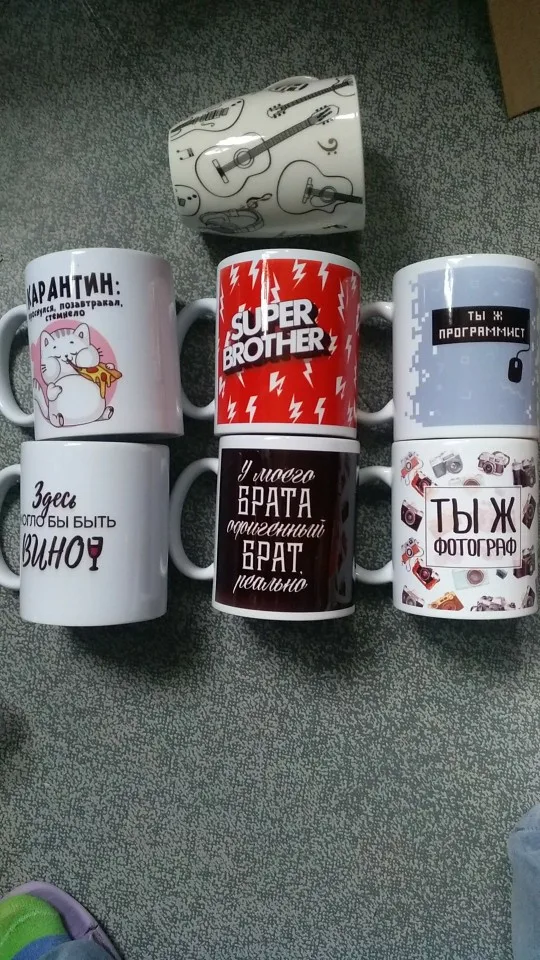 КАРАНТИН:
позавтракал,
стемнело
SUPER
BROTHER
ТЫ Ж
ПРОГРАММИСТ
Здесь
МОГЛО БЫ БЫТЬ
ВИНО
У моего
БРАТА
офигенный
БРАТ,
реально
ТЫ Ж
ФОТОГРАФ